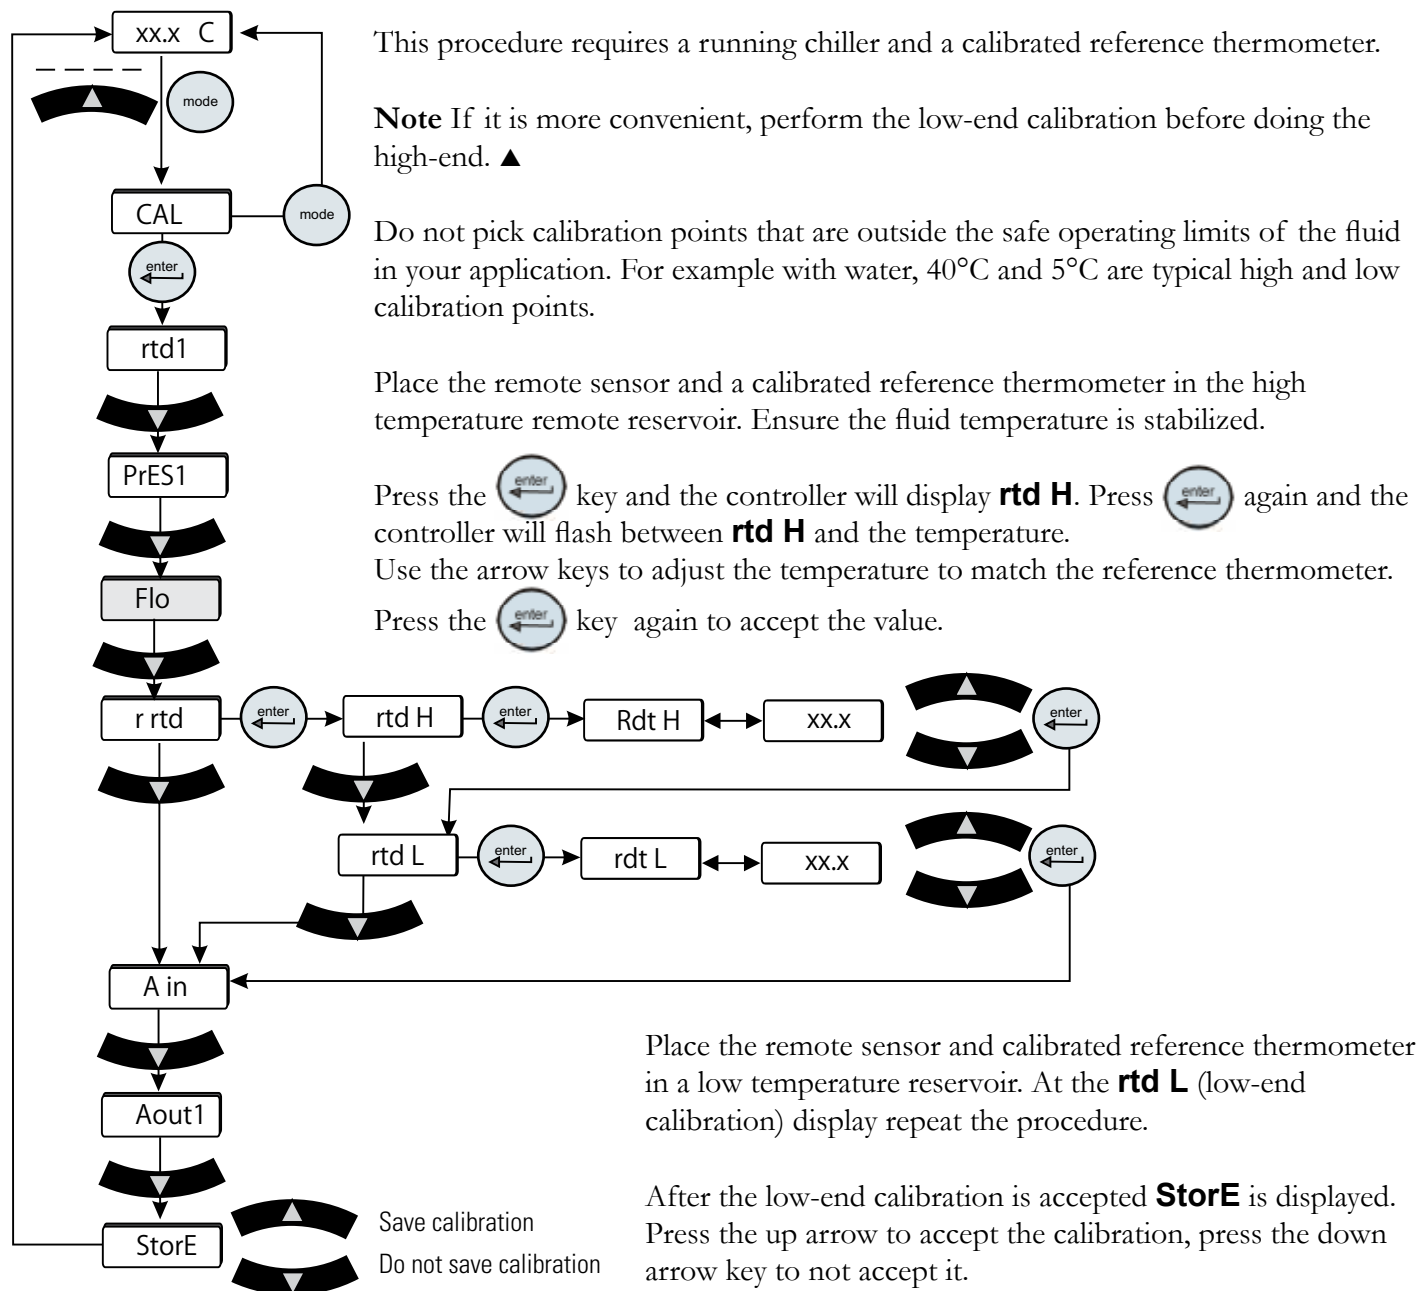 xx.x C
mode
CAL
mode
enter
rtd1
PrES1
Flo
This procedure requires a running chiller and a calibrated reference thermometer.
Note If it is more convenient, perform the low-end calibration before doing the
high-end. ▲
Do not pick calibration points that are outside the safe operating limits of the fluid
in your application. For example with water, 40°C and 5°C are typical high and low
calibration points.
Place the remote sensor and a calibrated reference thermometer in the high
temperature remote reservoir. Ensure the fluid temperature is stabilized.
Press the enter key and the controller will display rtd H. Press enter again and the
controller will flash between rtd H and the temperature.
Use the arrow keys to adjust the temperature to match the reference thermometer.
Press the enter key again to accept the value.
r rtd enter rtd H enter Rdt H xx.x enter
rtd L enter rdt L xx.x enter
A in
Aout1
StorE
Save calibration
Do not save calibration
Place the remote sensor and calibrated reference thermometer
in a low temperature reservoir. At the rtd L (low-end
calibration) display repeat the procedure.
After the low-end calibration is accepted StorE is displayed.
Press the up arrow to accept the calibration, press the down
arrow key to not accept it.